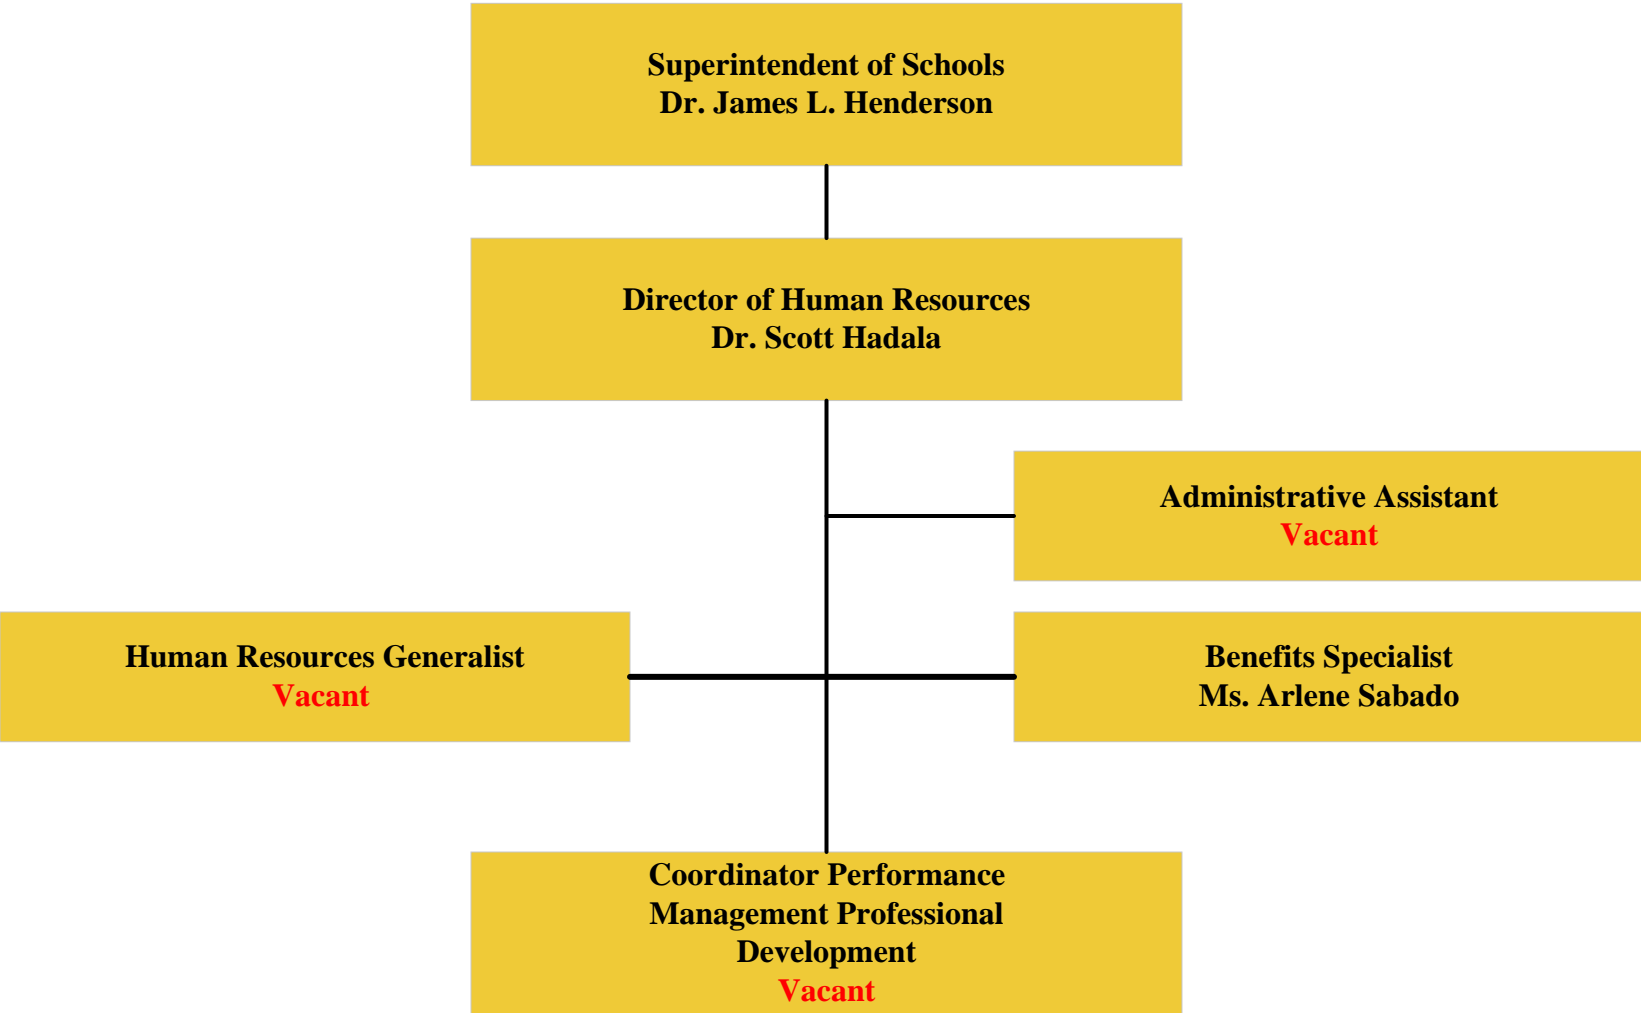 Superintendent of Schools
Dr. James L. Henderson
Director of Human Resources
Dr. Scott Hadala
Administrative Assistant
Vacant
Human Resources Generalist
Vacant
Benefits Specialist
Ms. Arlene Sabado
Coordinator Performance
Management Professional
Development
Vacant